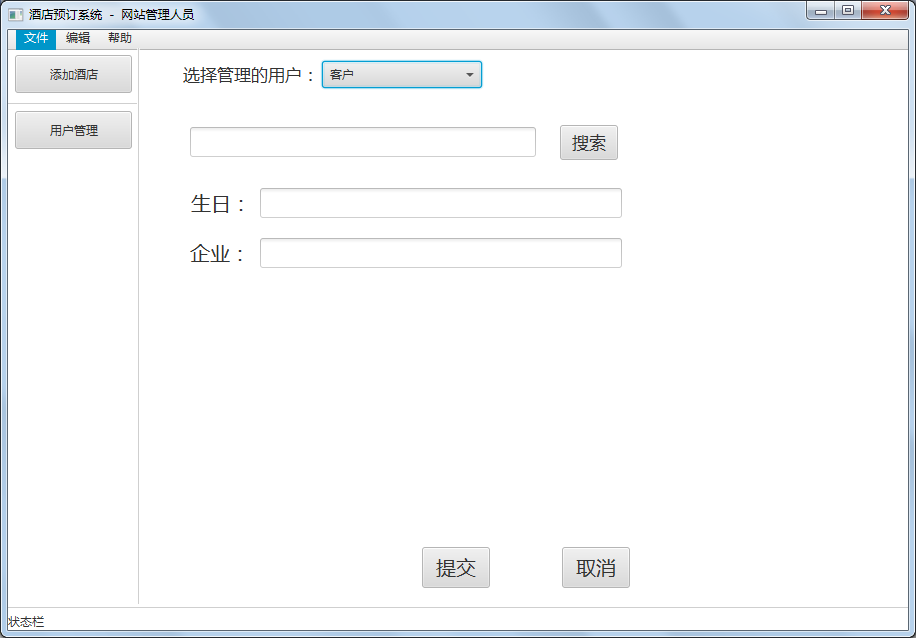 酒店预订系统 - 网站管理人员
文件 编辑 帮助
添加酒店
用户管理
选择管理的用户： 客户
搜索
生日：
企业：
提交 取消
状态栏